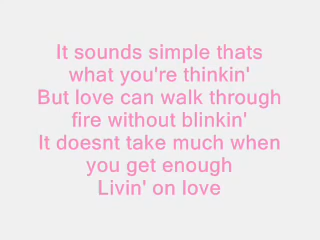 It sounds simple thats
what you're thinkin'
But love can walk through
fire without blinkin'
It doesnt take much when
you get enough
Livin' on love